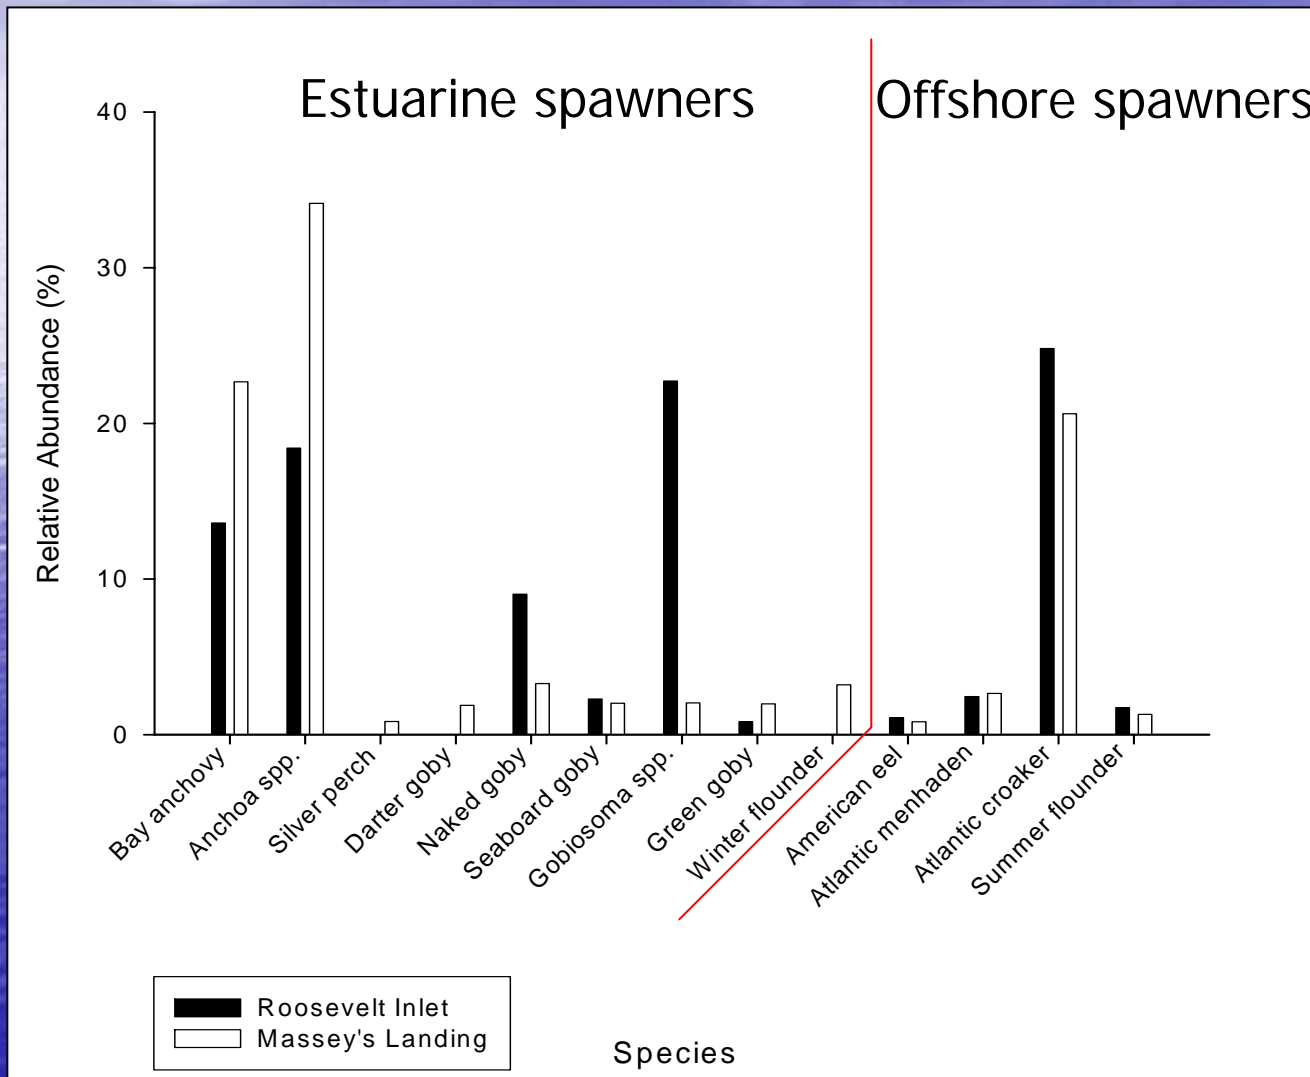 Estuarine spawners
Offshore spawners
Relative Abundance (%)
40
30
20
10
0
Bay anchovy
Anchoa spp.
Silver perch
Darter goby
Naked goby
Seaboard goby
Gobiosoma spp.
Green goby
Winter flounder
American eel
Atlantic menhaden
Atlantic croaker
Summer flounder
Roosevelt Inlet
Massey's Landing
Species